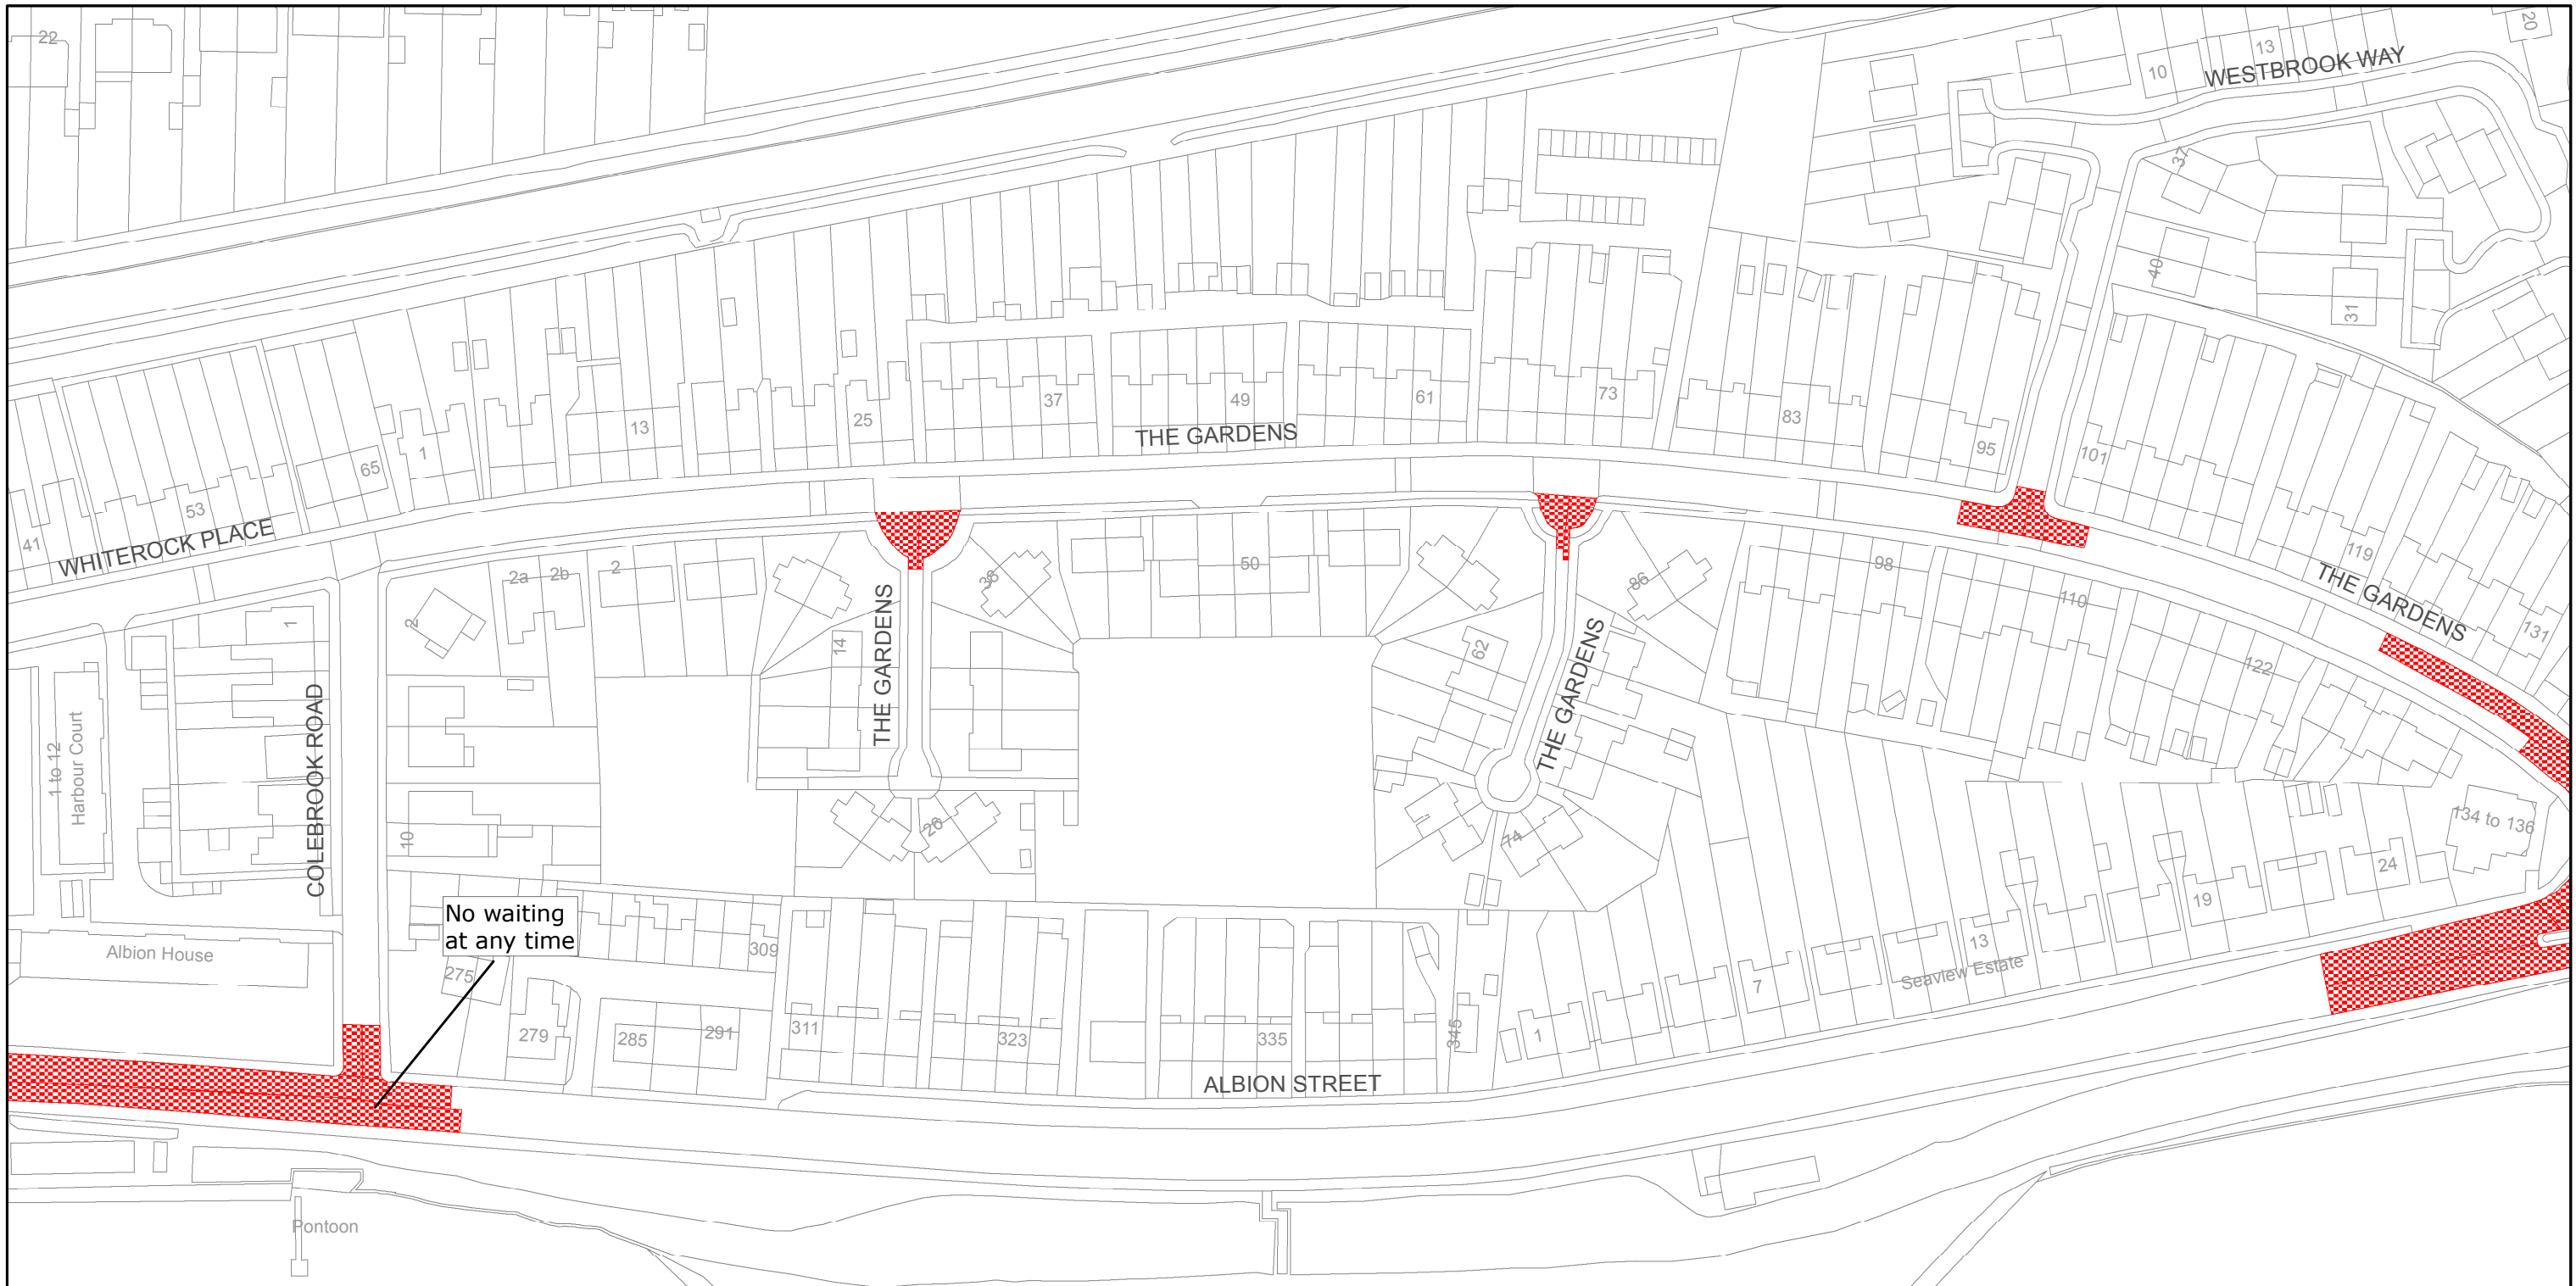 22
20
13
10
WESTBROOK WAY
37
40
31
37
49
61
73
83
95
101
25
13
1
65
53
41
THE GARDENS
WHITEROCK PLACE
119
THE GARDENS
131
2a
2b
2
2
1
14
38
50
86
98
110
122
62
THE GARDENS
THE GARDENS
COLEBROOK ROAD
1 to 12
Harbour Court
10
26
74
134 to 136
24
19
13
7
1
Seaview Estate
No waiting
at any time
Albion House
275
279
285
291
309
311
323
335
345
ALBION STREET
Pontoon